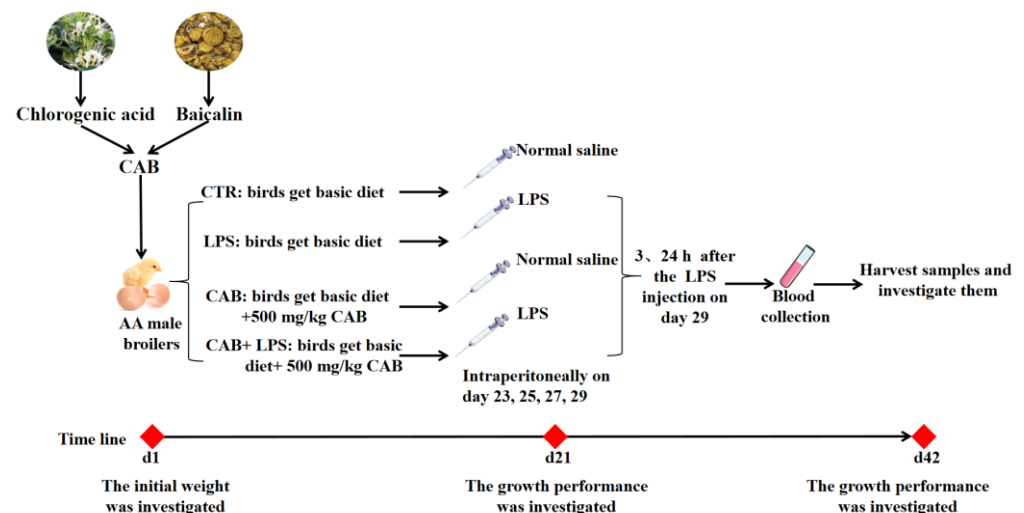 Chlorogenic acid
Baicalin
CAB
AA male
broilers
CTR: birds get basic diet
Normal saline
LPS: birds get basic diet
LPS
CAB: birds get basic diet
+500 mg/kg CAB
Normal saline
CAB+ LPS: birds get basic
diet+ 500 mg/kg CAB
LPS
Intraperitoneally on
day 23, 25, 27, 29
3、24 h after
the LPS
injection on
day 29
Blood
collection
Harvest samples and
investigate them
Time line
d1
d21
d42
The initial weight
was investigated
The growth performance
was investigated
The growth performance
was investigated